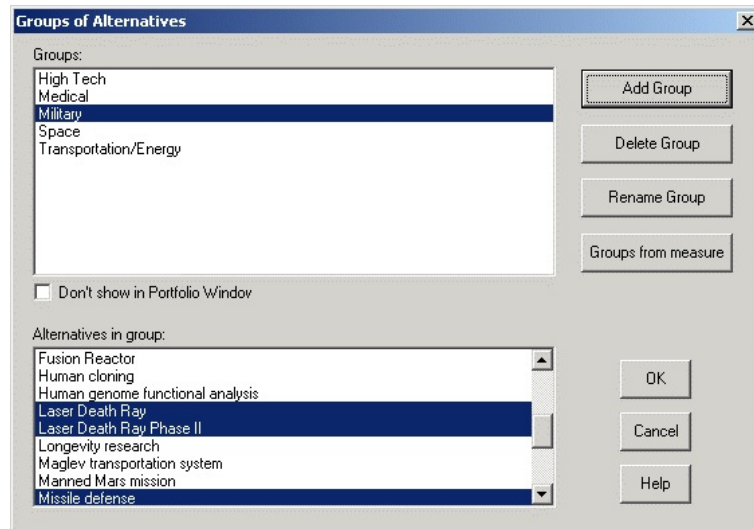 Groups of Alternatives
Groups:
High Tech
Medical
Military
Space
Transportation/Energy
Add Group
Delete Group
Rename Group
Groups from measure
Don't show in Portfolio Windov
Alternatives in group:
Fusion Reactor
Human cloning
Human genome functional analysis
Laser Death Ray
Laser Death Ray Phase II
Longevity research
Maglev transportation system
Manned Mars mission
Missile defense
OK
Cancel
Help